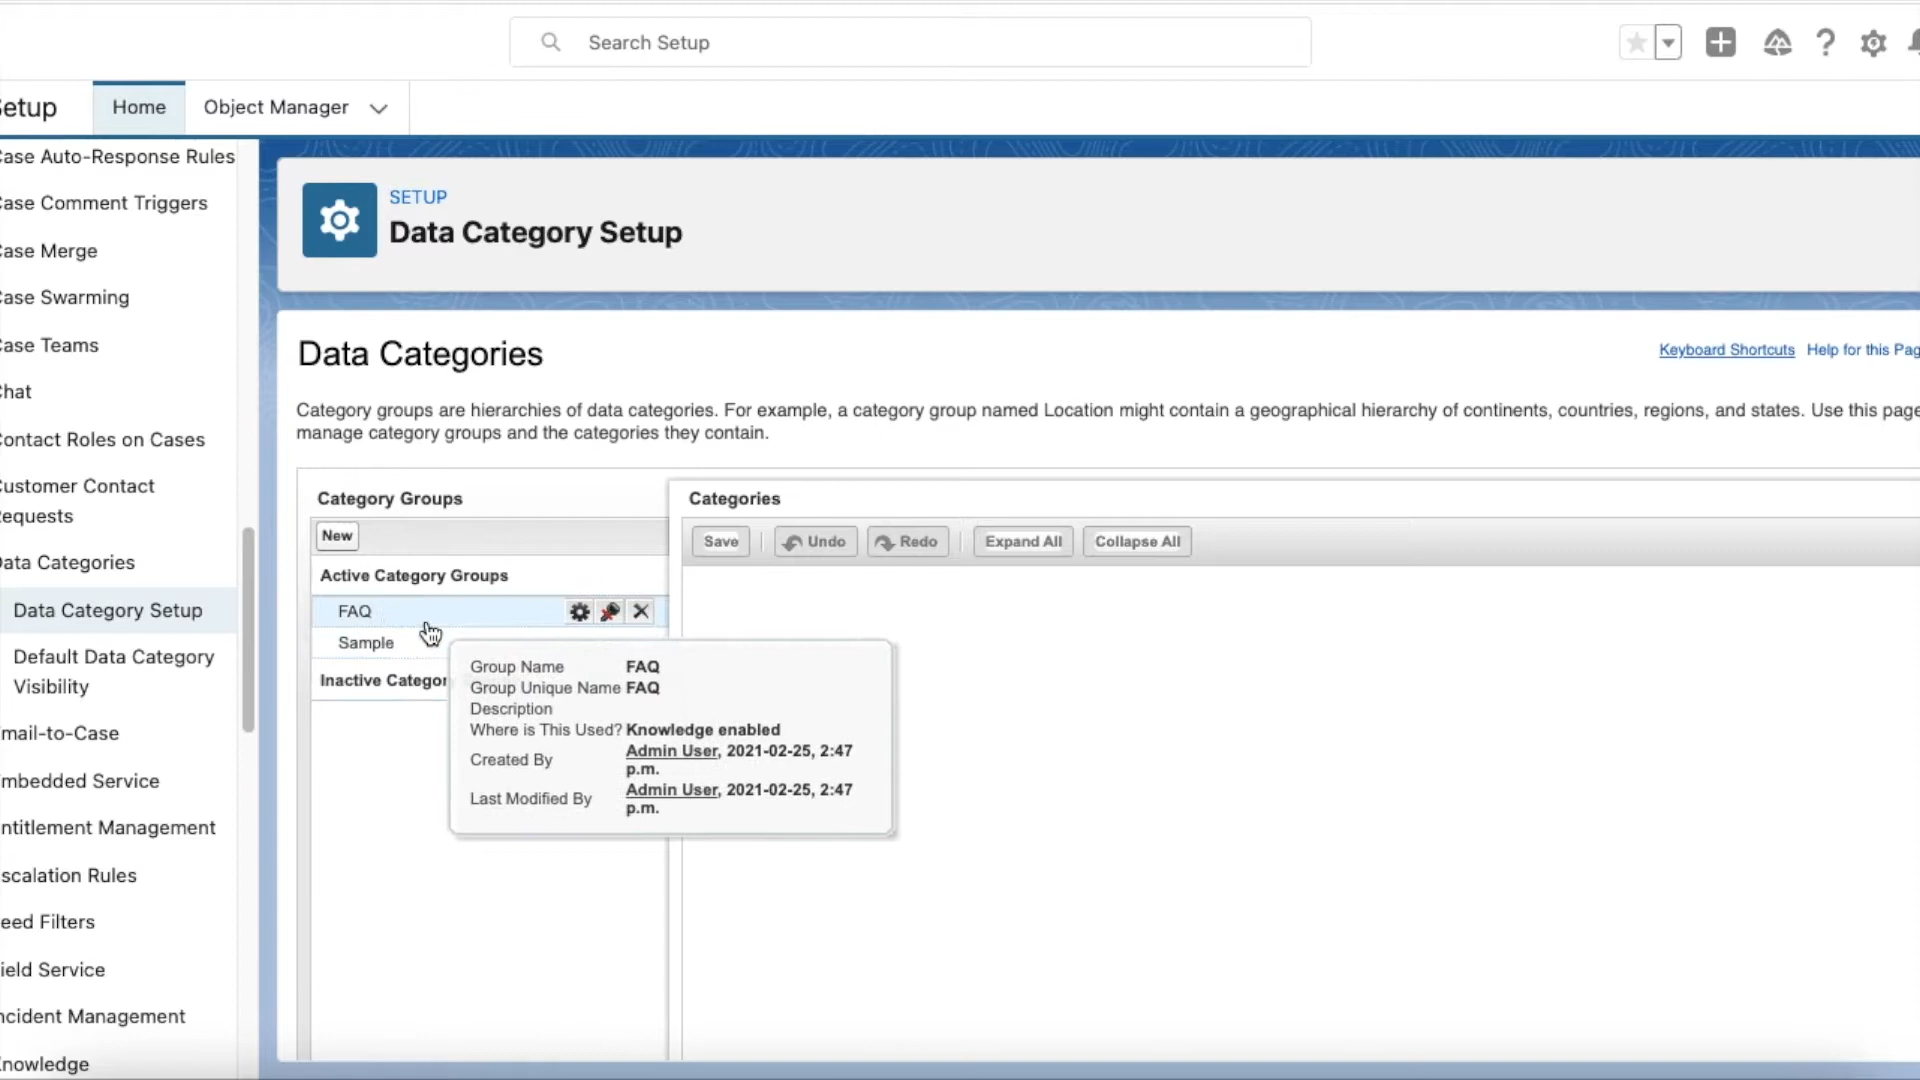 Search Setup
etup
Home
Object Manager
ase Auto-Response Rules
ase Comment Triggers
ase Merge
ase Swarming
ase Teams
hat
ontact Roles on Cases
ustomer Contact
equests
ata Categories
Data Category Setup
Default Data Category
Visibility
mail-to-Case
mbedded Service
ntitlement Management
scalation Rules
eed Filters
ield Service
ncident Management
nowledge
SETUP
Data Category Setup
Data Categories
Keyboard Shortcuts
Help for this Pag
Category groups are hierarchies of data categories. For example, a category group named Location might contain a geographical hierarchy of continents, countries, regions, and states. Use this page
manage category groups and the categories they contain.
Category Groups
New
Active Category Groups
FAQ
Sample
Inactive Categor
Categories
Save
Undo
Redo
Expand All
Collapse All
Group Name FAQ
Group Unique Name FAQ
Description
Where is This Used? Knowledge enabled
Created By Admin User, 2021-02-25, 2:47
p.m.
Last Modified By Admin User, 2021-02-25, 2:47
p.m.